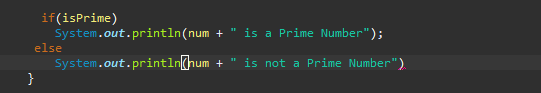 if(isPrime)
System.out.println(num + " is a Prime Number");
else
System.out.println(num + " is not a Prime Number")
}